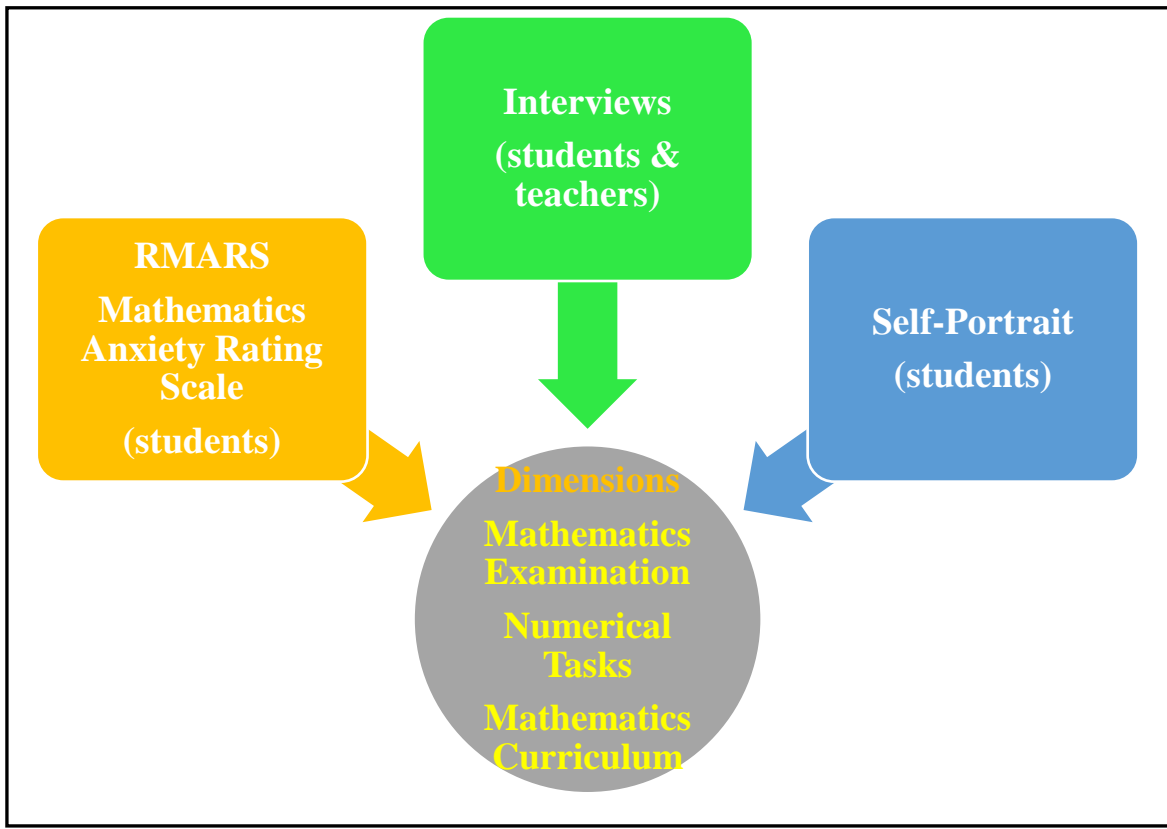 Interviews
(students &
teachers)
RMARS
Mathematics
Anxiety Rating
Scale
(students)
Self-Portrait
(students)
Dimensions
Mathematics
Examination
Numerical
Tasks
Mathematics
Curriculum